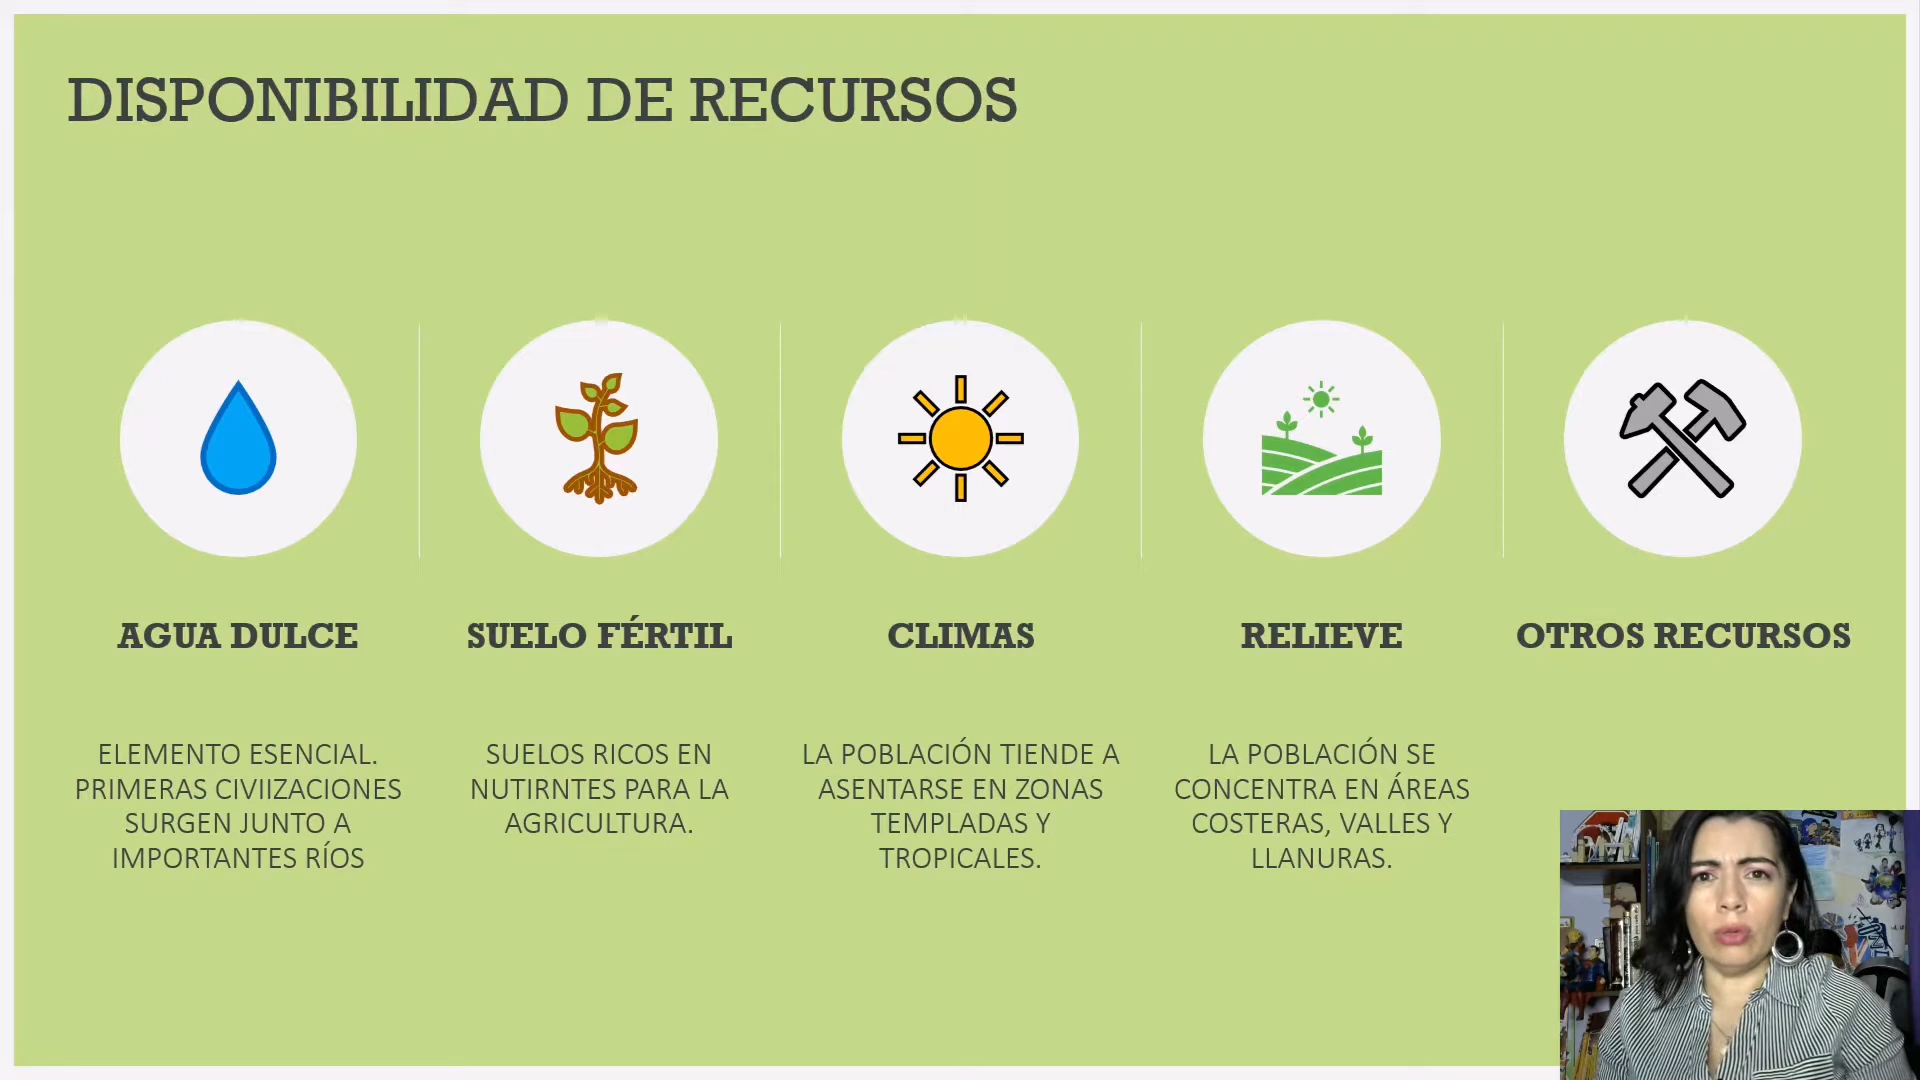 DISPONIBILIDAD DE RECURSOS
AGUA DULCE
ELEMENTO ESENCIAL.
PRIMERAS CIVIIZACIONES
SURGEN JUNTO A
IMPORTANTES RÍOS
SUELO FÉRTIL
SUELOS RICOS EN
NUTIRNTES PARA LA
AGRICULTURA.
CLIMAS
LA POBLACIÓN TIENDE A
ASENTARSE EN ZONAS
TEMPLADAS Y
TROPICALES.
RELIEVE
LA POBLACIÓN SE
CONCENTRA EN ÁREAS
COSTERAS, VALLES Y
LLANURAS.
OTROS RECURSOS